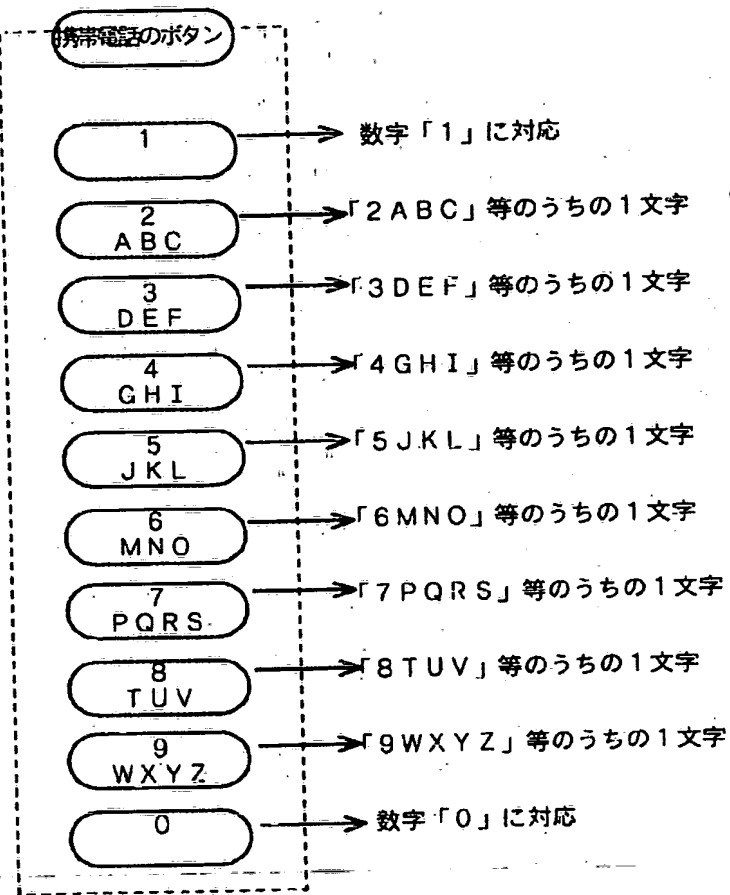 携帯電話のボタン
1
数字「1」に対応
2
ABC
「2ABC」等のうちの1文字
3
DEF
「3DEF」等のうちの1文字
4
GHI
「4GHI」等のうちの1文字
5
JKL
「5JKL」等のうちの1文字
6
MNO
「6MNO」等のうちの1文字
7
PQRS
「7PQRS」等のうちの1文字
8
TUV
「8TUV」等のうちの1文字
9
WXYZ
「9WXYZ」等のうちの1文字
0
数字「0」に対応